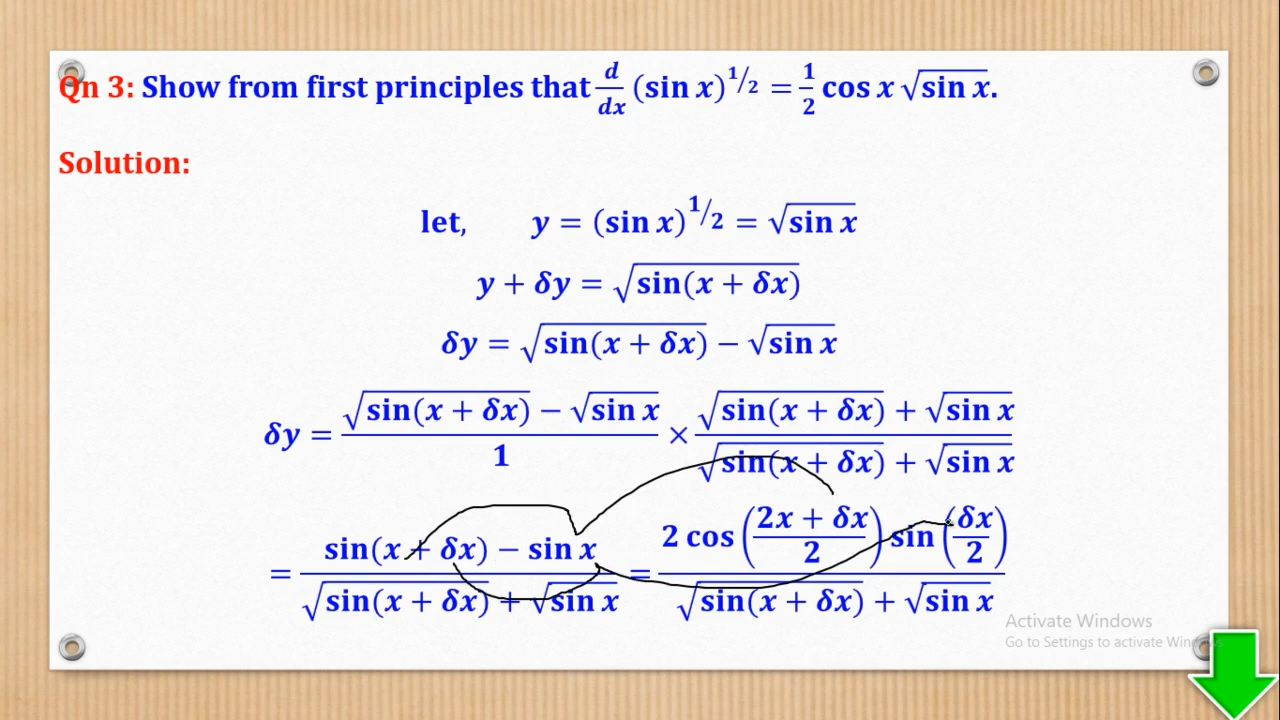 Qn 3: Show from first principles that d/dx (sin x)^1/2 = 1/2 cos x √(sin x).
Solution:
let, y = (sin x)^1/2 = √(sin x)
y + δy = √(sin(x + δx))
δy = √(sin(x + δx)) − √(sin x)
δy = (√(sin(x + δx)) − √(sin x))/1 × (√(sin(x + δx)) + √(sin x))/(√(sin(x + δx)) + √(sin x))
= (sin(x + δx) − sin x)/(√(sin(x + δx)) + √(sin x)) = (2 cos((2x + δx)/2) sin(δx/2))/(√(sin(x + δx)) + √(sin x))
Activate Windows
Go to Settings to activate Windows